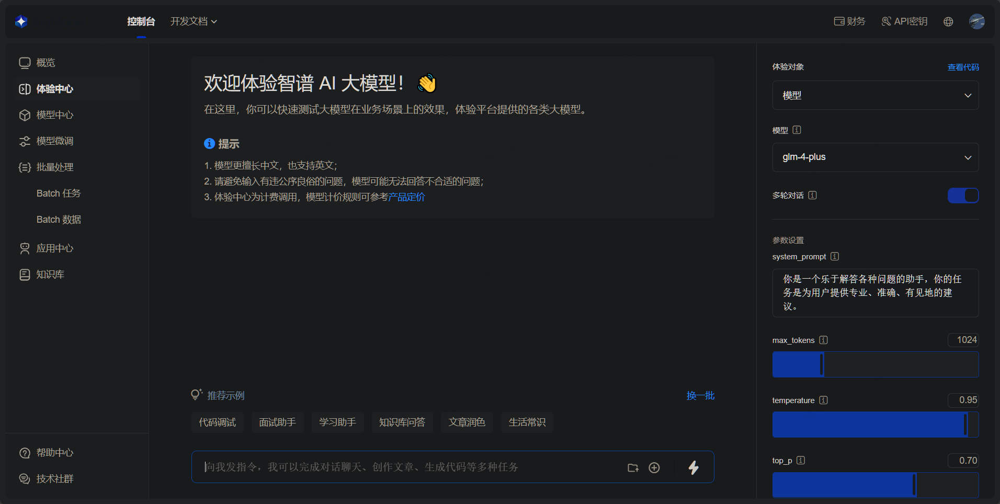 控制台
开发文档
财务
API密钥
概览
体验中心
模型中心
模型微调
批量处理
Batch 任务
Batch 数据
应用中心
知识库
帮助中心
技术社群
欢迎体验智谱 AI 大模型！
在这里，你可以快速测试大模型在业务场景上的效果，体验平台提供的各类大模型。
提示
1. 模型更擅长中文，也支持英文；
2. 请避免输入有违公序良俗的问题，模型可能无法回答不合适的问题；
3. 体验中心为计费调用，模型计价规则可参考产品定价
推荐示例
换一批
代码调试
面试助手
学习助手
知识库问答
文章润色
生活常识
向我发指令，我可以完成对话聊天、创作文章、生成代码等多种任务
体验对象
查看代码
模型
模型
glm-4-plus
多轮对话
参数设置
system_prompt
你是一个乐于解答各种问题的助手，你的任
务是为用户提供专业、准确、有见地的建
议。
max_tokens
1024
temperature
0.95
top_p
0.70